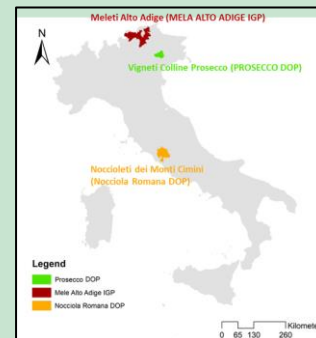 Meleti Alto Adige (MELA ALTO ADIGE IGP)
N
Vigneti Colline Prosecco (PROSECCO DOP)
Noccioleti dei Monti Cimini
(Nocciola Romana DOP)
Legend
Prosecco DOP
Mele Alto Adige IGP
Nocciola Romana DOP
Kilomete
0 65 130 260